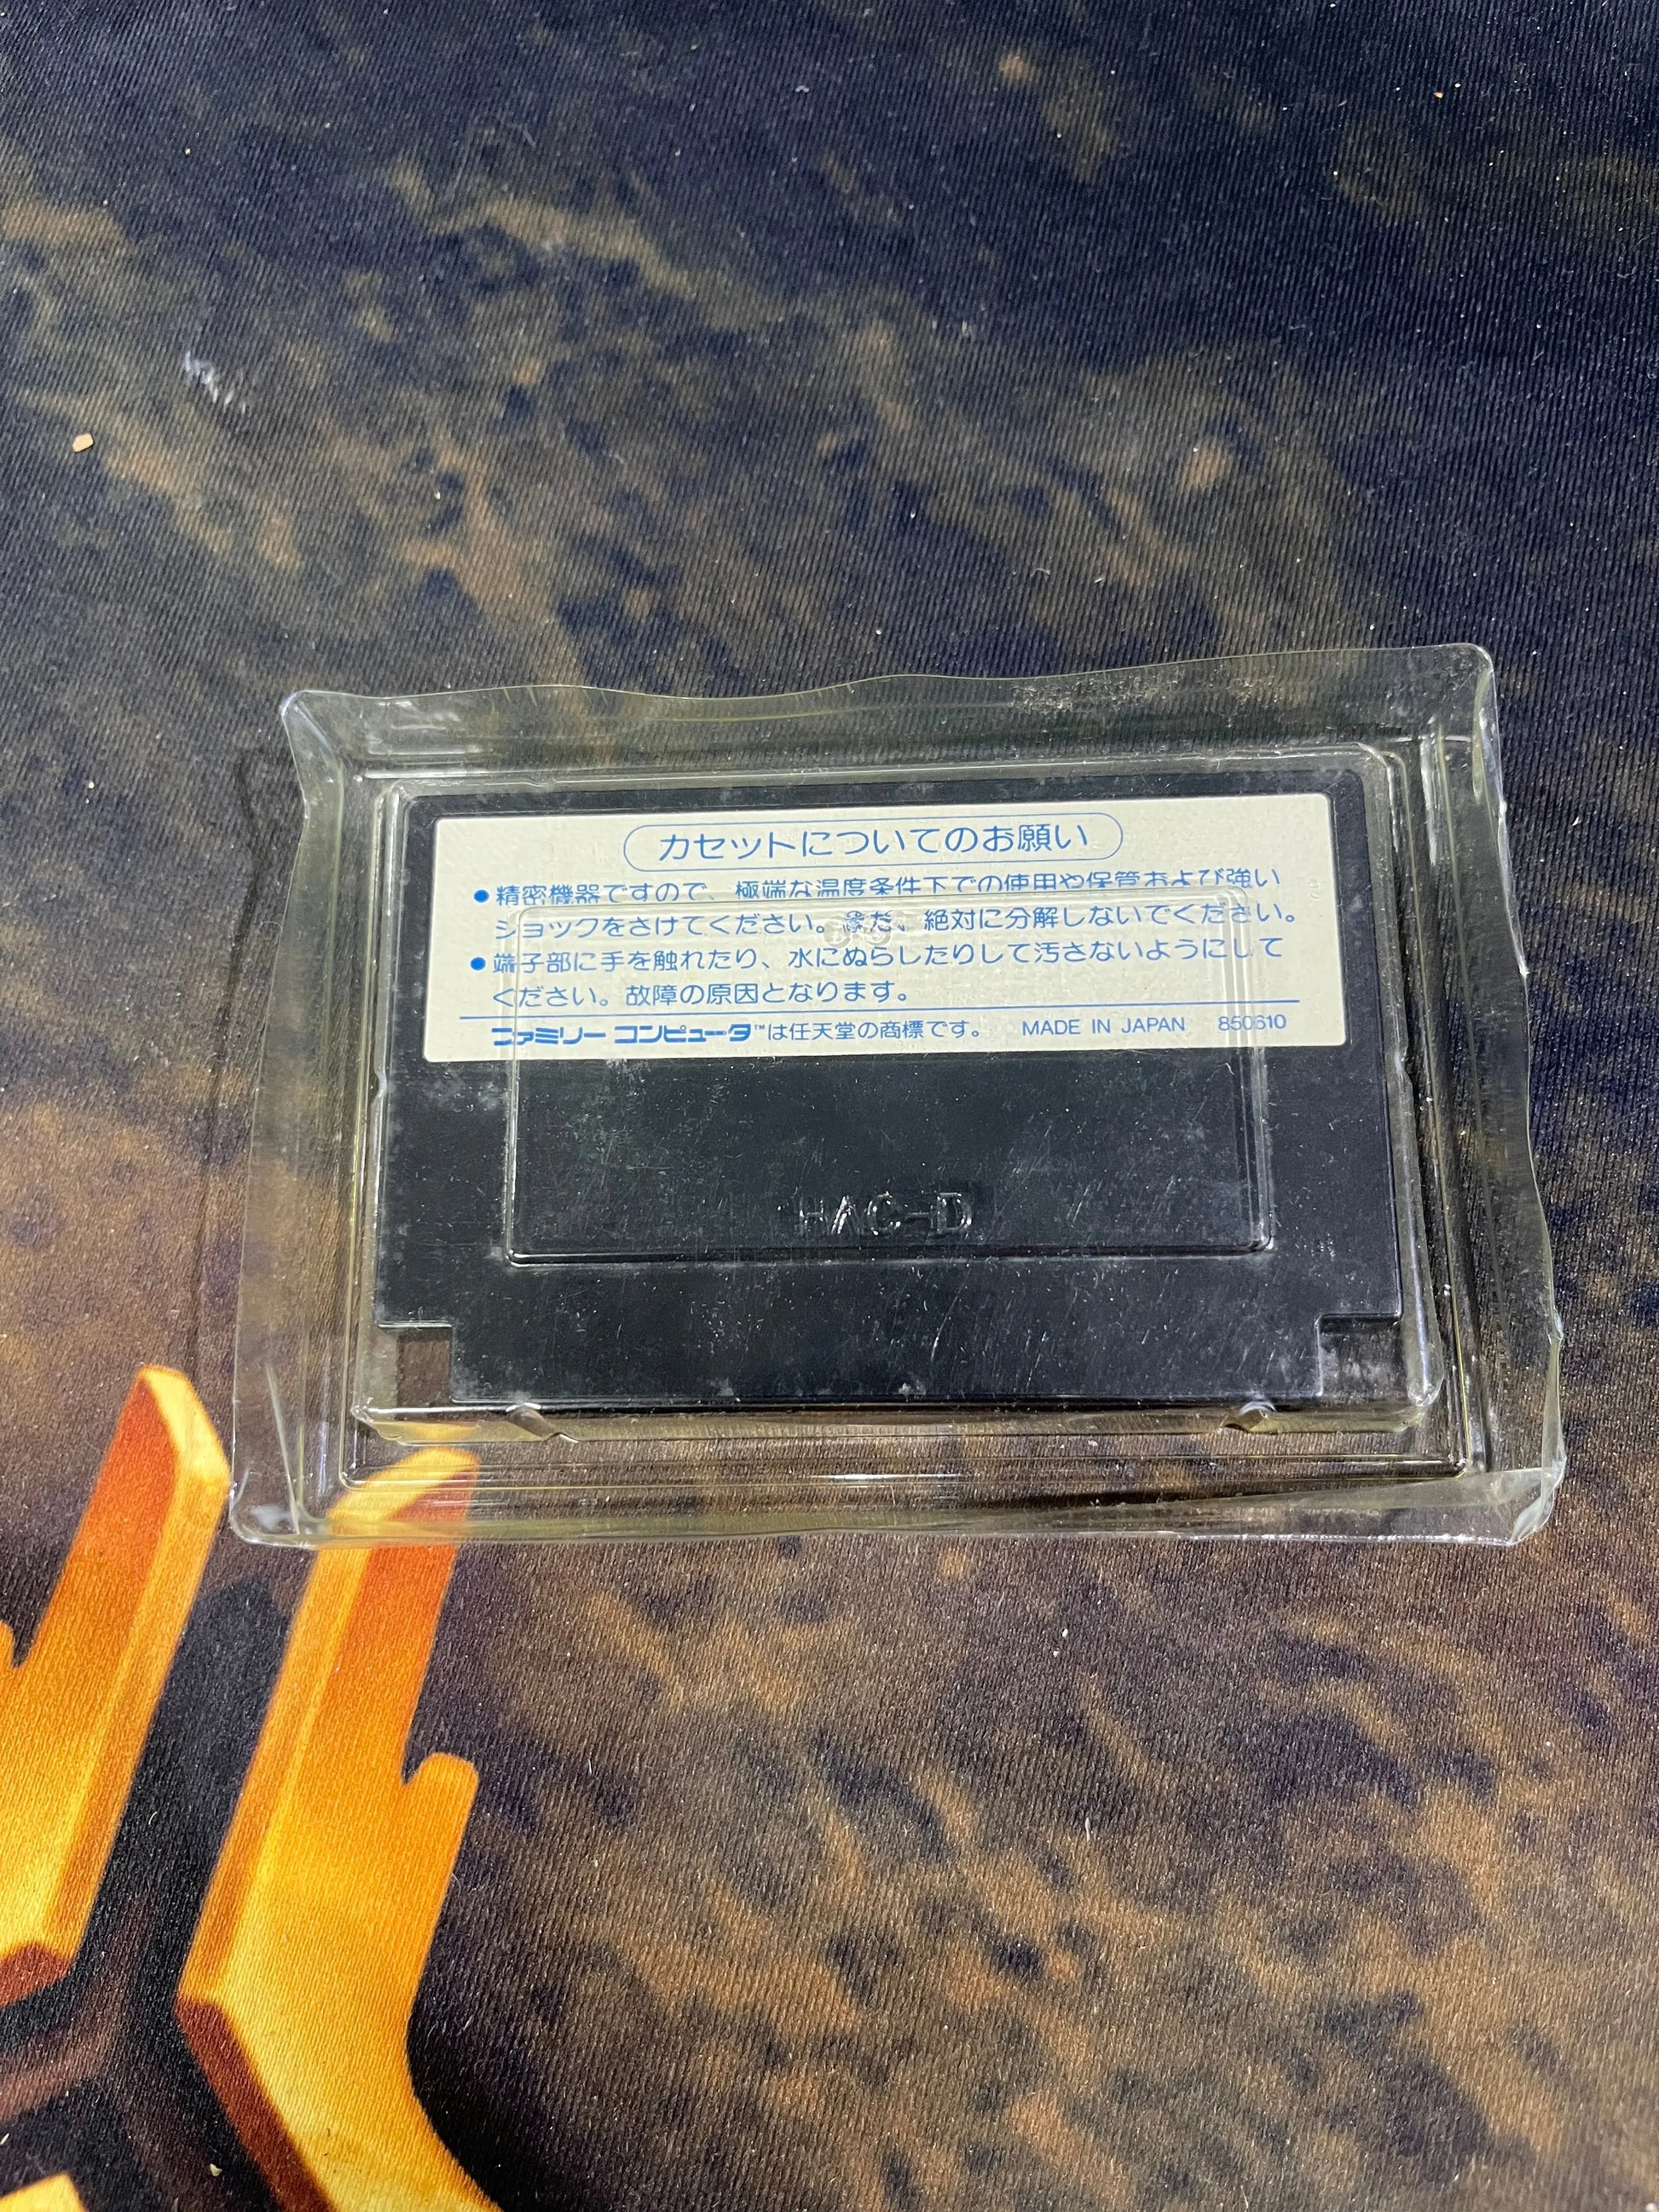 カセットについてのお願い
●精密機器ですので、極端な温度条件下での使用や保管および強い
ショックをさけてください。また、絶対に分解しないでください。
●端子部に手を触れたり、水にぬらしたりして汚さないようにして
ください。故障の原因となります。
ファミリーコンピュータ™は任天堂の商標です。 MADE IN JAPAN 850610
HAC-D